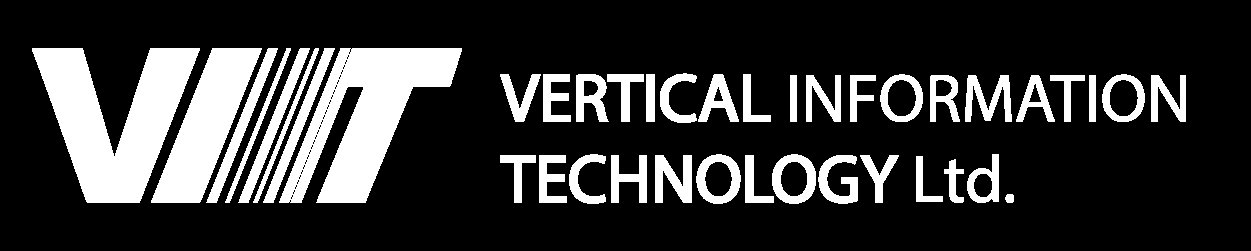 VIT
VERTICAL INFORMATION
TECHNOLOGY Ltd.